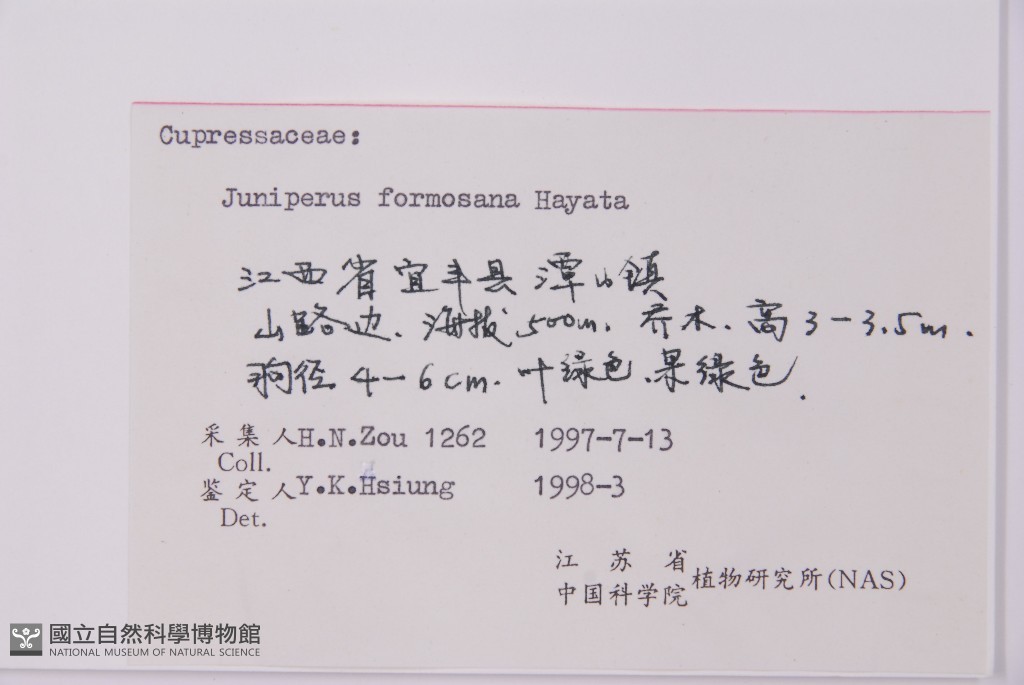 Cupressaceae:
Juniperus formosana Hayata
江西省宜丰县潭山鎮
山路边、海拔500m. 乔木、高3-3.5m.
胸径4-6cm. 叶绿色、果绿色.
采集人H.N.Zou 1262 1997-7-13
Coll.
鉴定人Y.K.Hsiung 1998-3
Det.
江苏省
中国科学院植物研究所(NAS)
國立自然科學博物館
NATIONAL MUSEUM OF NATURAL SCIENCE